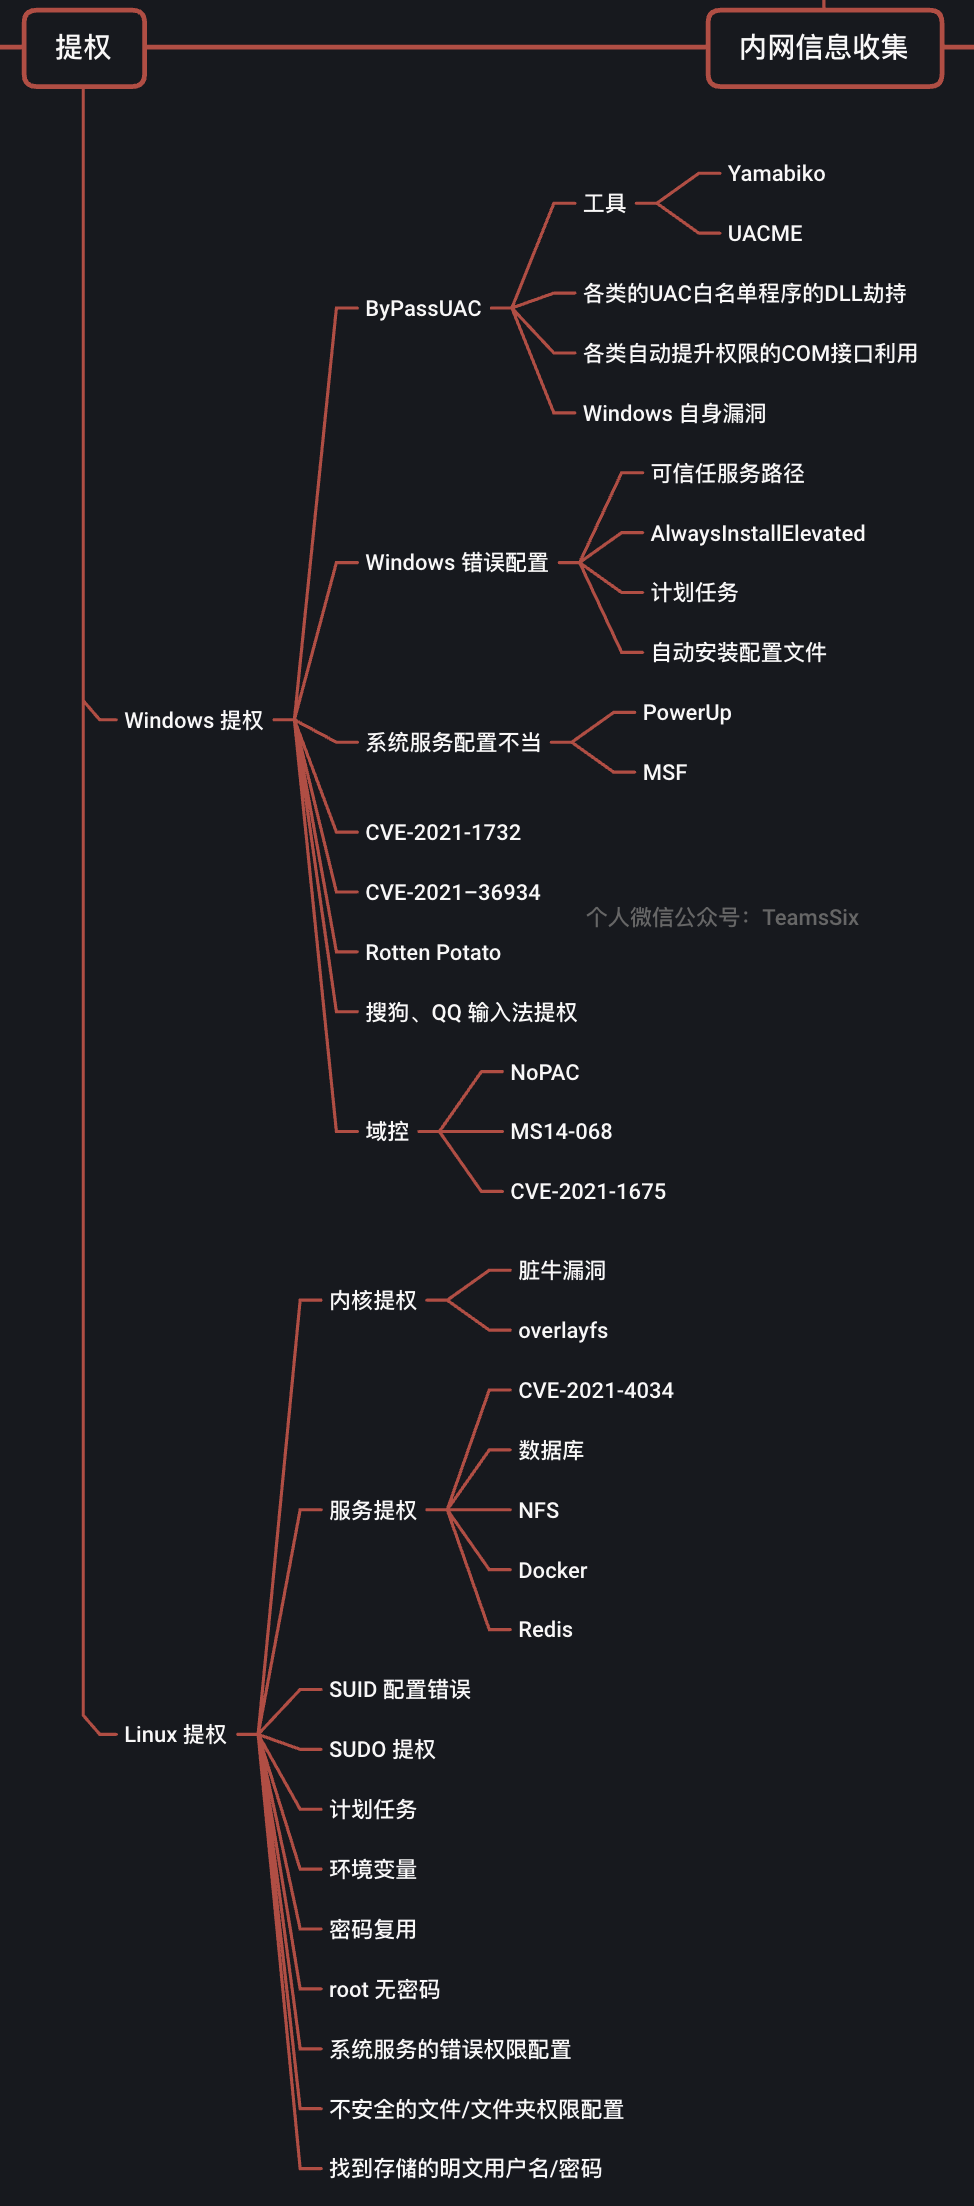 提权
内网信息收集
Yamabiko
工具
UACME
各类的UAC白名单程序的DLL劫持
ByPassUAC
各类自动提升权限的COM接口利用
Windows 自身漏洞
可信任服务路径
AlwaysInstallElevated
Windows 错误配置
计划任务
自动安装配置文件
PowerUp
Windows 提权
系统服务配置不当
MSF
CVE-2021-1732
CVE-2021–36934
个人微信公众号：TeamsSix
Rotten Potato
搜狗、QQ 输入法提权
NoPAC
域控
MS14-068
CVE-2021-1675
脏牛漏洞
内核提权
overlayfs
CVE-2021-4034
数据库
服务提权
NFS
Docker
Redis
SUID 配置错误
Linux 提权
SUDO 提权
计划任务
环境变量
密码复用
root 无密码
系统服务的错误权限配置
不安全的文件/文件夹权限配置
找到存储的明文用户名/密码